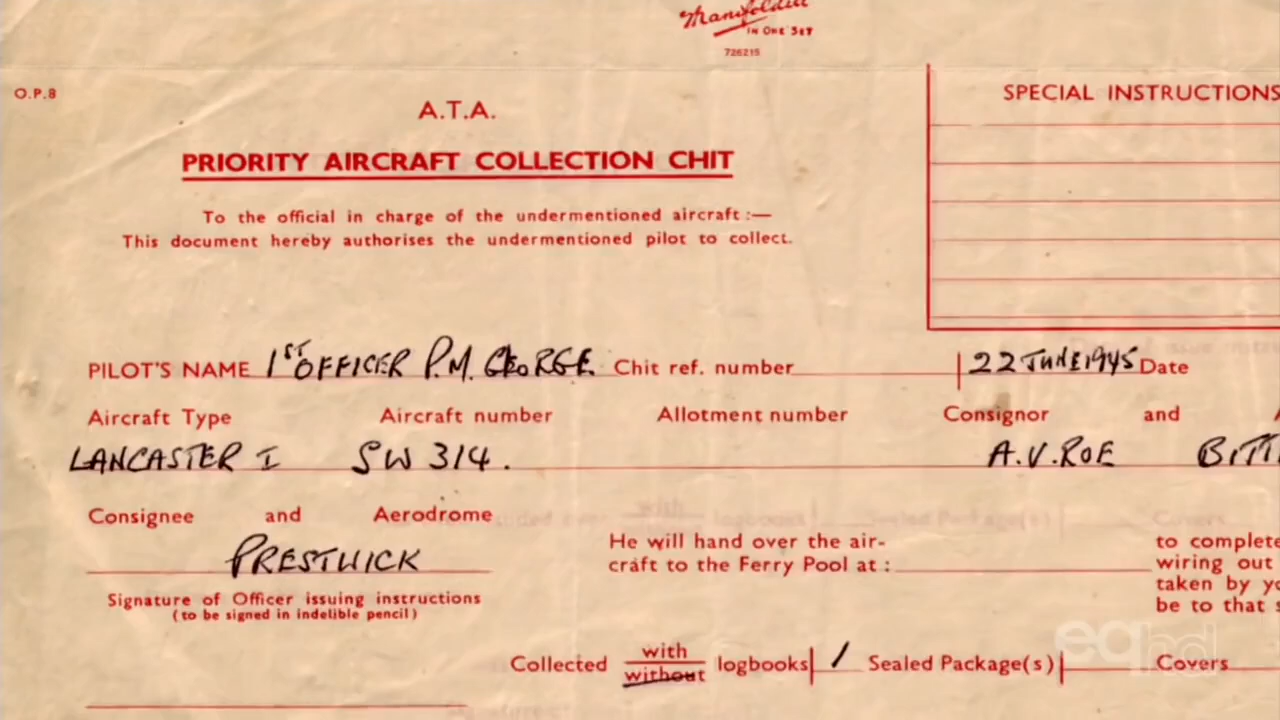 Manifoldia
IN ONE SET
726215
O.P.8
A.T.A.
PRIORITY AIRCRAFT COLLECTION CHIT
To the official in charge of the undermentioned aircraft :—
This document hereby authorises the undermentioned pilot to collect.
SPECIAL INSTRUCTIONS
PILOT'S NAME 1ST OFFICER P.M. GEORGE. Chit ref. number 22 JUNE 1945 Date
Aircraft Type Aircraft number Allotment number Consignor and
LANCASTER I SW 314. A.V. ROE
Consignee and Aerodrome
PRESTWICK
Signature of Officer issuing instructions
(to be signed in indelible pencil)
He will hand over the air-
craft to the Ferry Pool at :
to complete
wiring out
taken by
be to that
Collected with logbooks / Sealed Package(s) Covers
without
eqhd